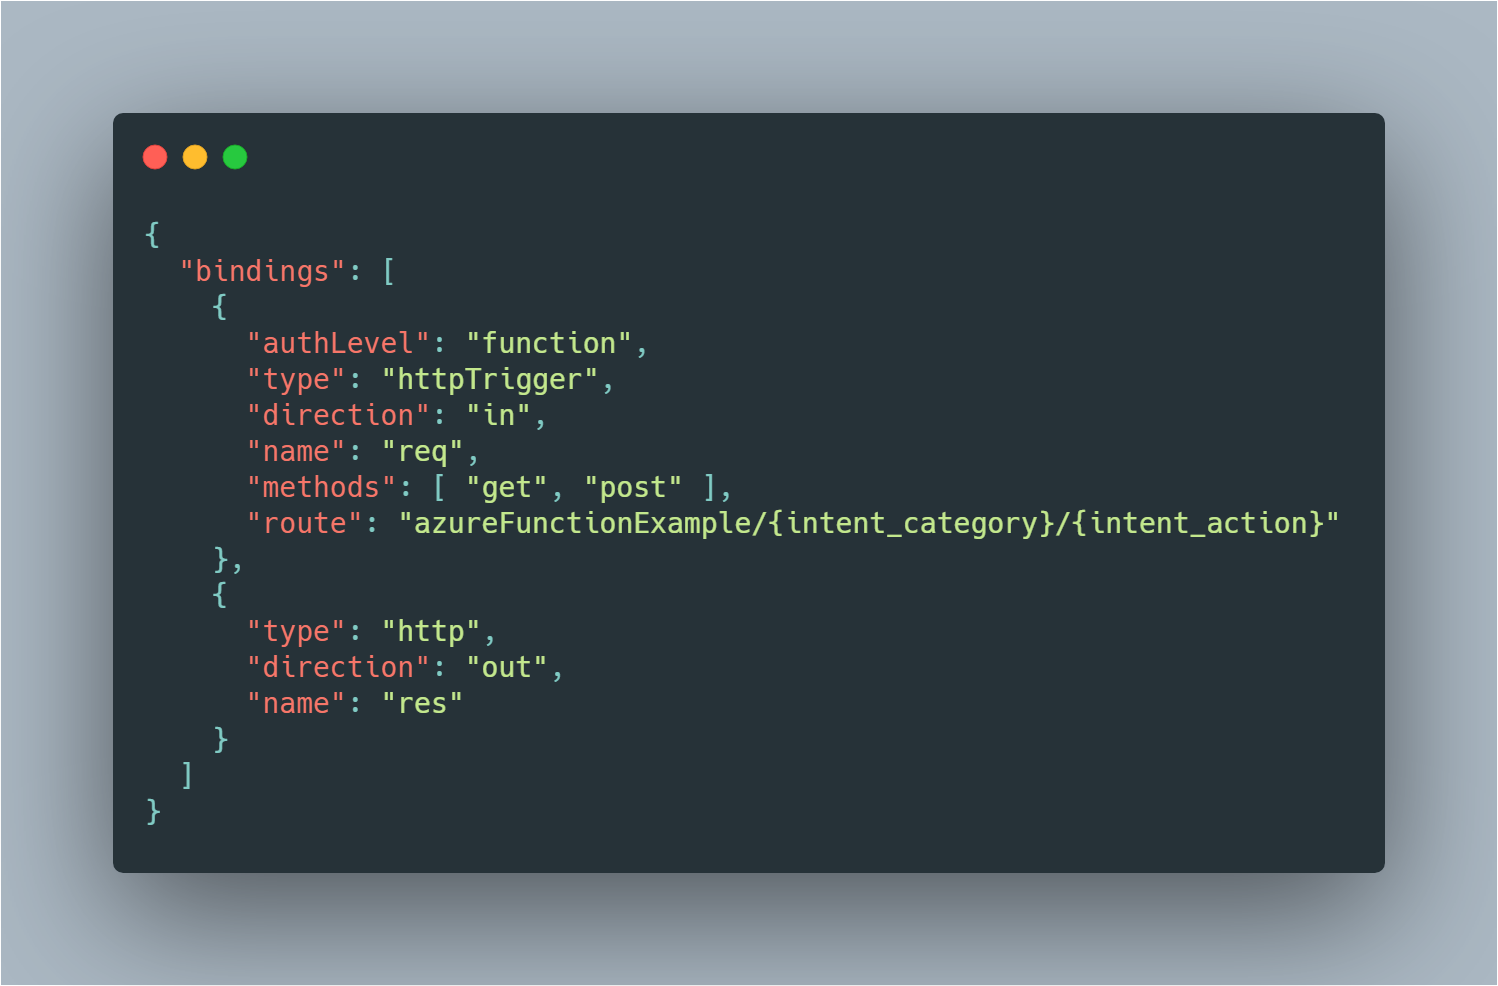 {
  "bindings": [
    {
      "authLevel": "function",
      "type": "httpTrigger",
      "direction": "in",
      "name": "req",
      "methods": [ "get", "post" ],
      "route": "azureFunctionExample/{intent_category}/{intent_action}"
    },
    {
      "type": "http",
      "direction": "out",
      "name": "res"
    }
  ]
}